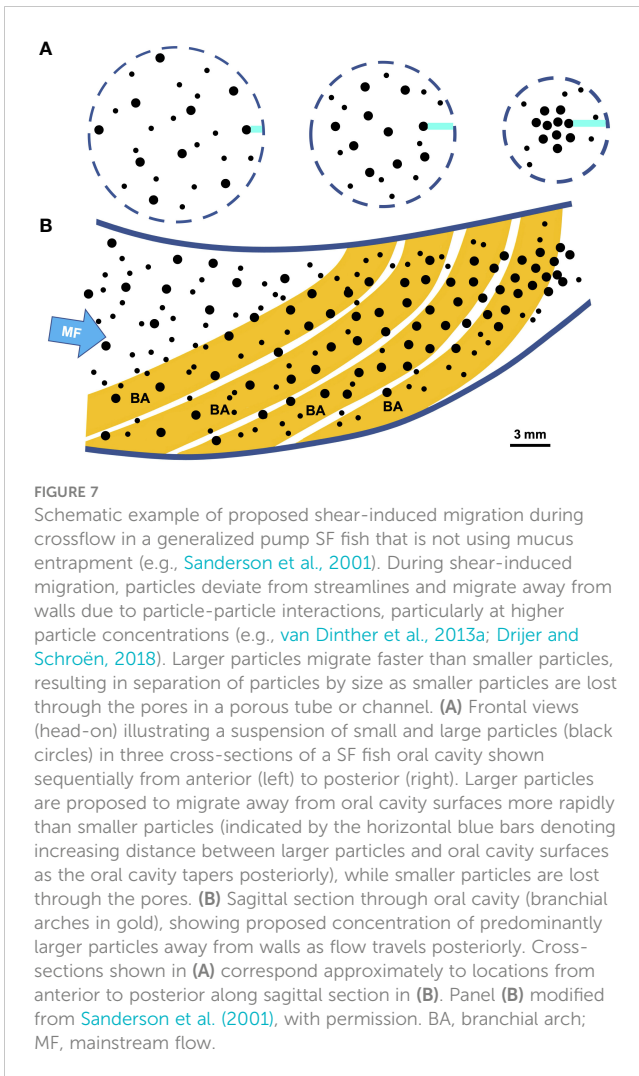 A
B
MF
BA
BA
BA
BA
3 mm
FIGURE 7
Schematic example of proposed shear-induced migration during
crossflow in a generalized pump SF fish that is not using mucus
entrapment (e.g., Sanderson et al., 2001). During shear-induced
migration, particles deviate from streamlines and migrate away from
walls due to particle-particle interactions, particularly at higher
particle concentrations (e.g., van Dinther et al., 2013a; Drijer and
Schroën, 2018). Larger particles migrate faster than smaller particles,
resulting in separation of particles by size as smaller particles are lost
through the pores in a porous tube or channel. (A) Frontal views
(head-on) illustrating a suspension of small and large particles (black
circles) in three cross-sections of a SF fish oral cavity shown
sequentially from anterior (left) to posterior (right). Larger particles
are proposed to migrate away from oral cavity surfaces more rapidly
than smaller particles (indicated by the horizontal blue bars denoting
increasing distance between larger particles and oral cavity surfaces
as the oral cavity tapers posteriorly), while smaller particles are lost
through the pores. (B) Sagittal section through oral cavity (branchial
arches in gold), showing proposed concentration of predominantly
larger particles away from walls as flow travels posteriorly. Cross-
sections shown in (A) correspond approximately to locations from
anterior to posterior along sagittal section in (B). Panel (B) modified
from Sanderson et al. (2001), with permission. BA, branchial arch;
MF, mainstream flow.